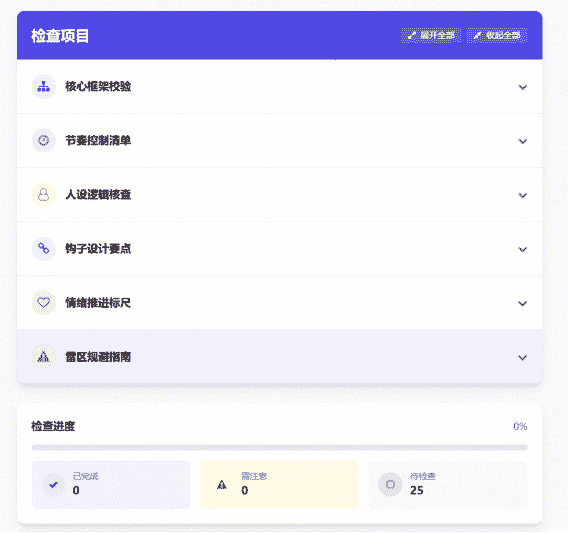 检查项目
展开全部
收起全部
核心框架校验
节奏控制清单
人设逻辑核查
钩子设计要点
情绪推进标尺
雷区规避指南
检查进度
0%
已完成
0
需注意
0
待检查
25